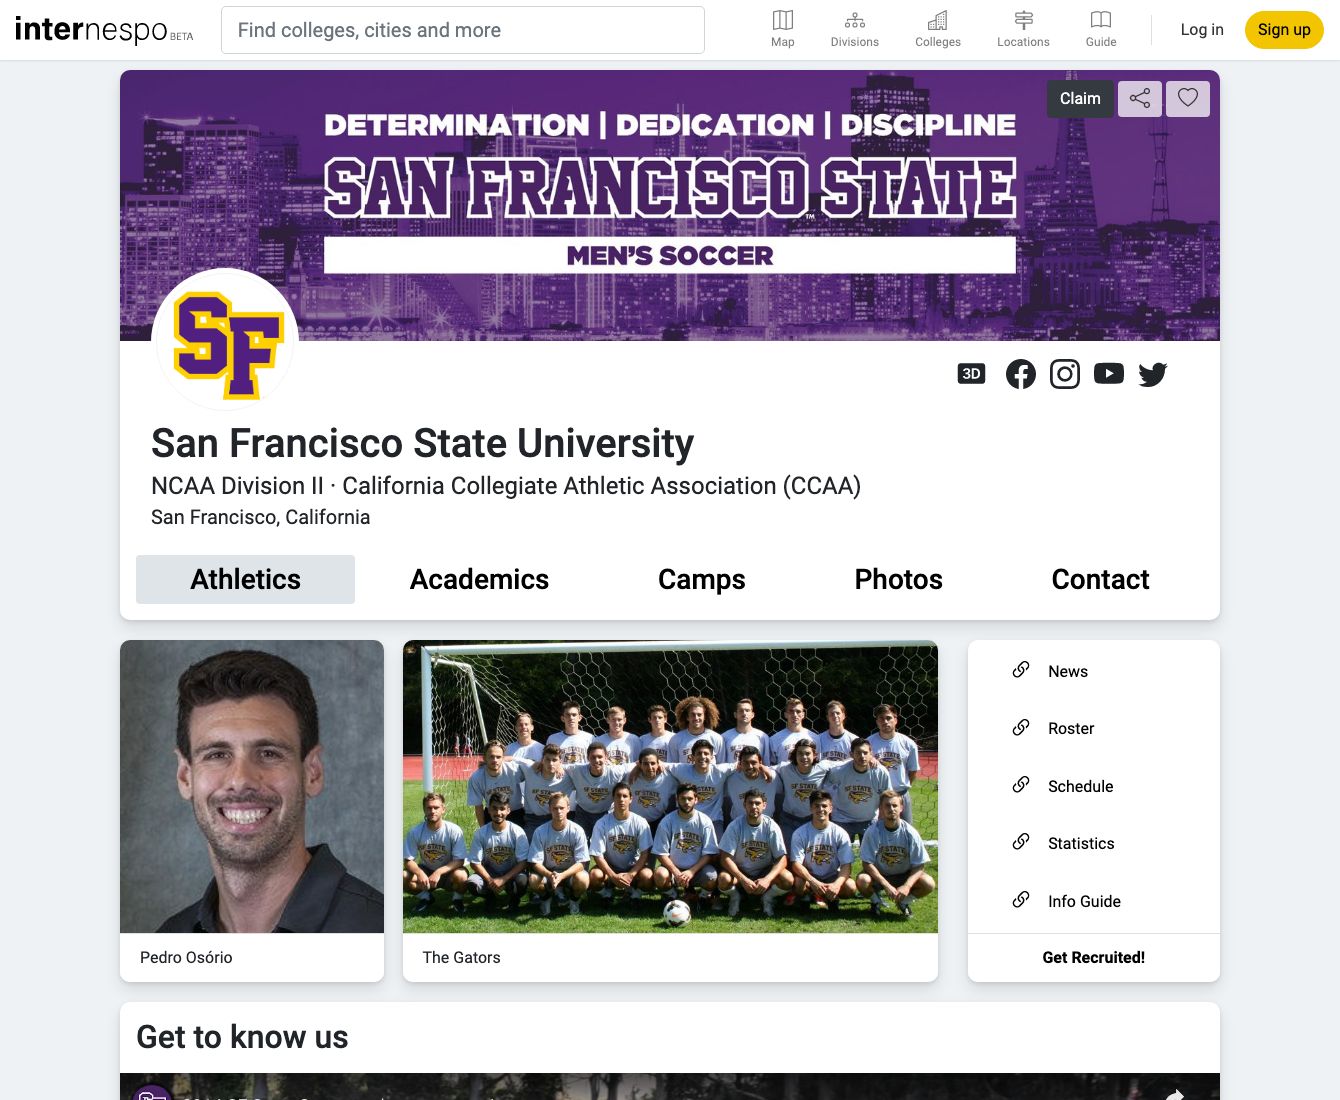 internespo BETA
Find colleges, cities and more
Map
Divisions
Colleges
Locations
Guide
Log in
Sign up
Claim
DETERMINATION | DEDICATION | DISCIPLINE
SAN FRANCISCO STATE
TM
MEN'S SOCCER
SF
3D
San Francisco State University
NCAA Division II · California Collegiate Athletic Association (CCAA)
San Francisco, California
Athletics
Academics
Camps
Photos
Contact
Pedro Osório
SF STATE
The Gators
News
Roster
Schedule
Statistics
Info Guide
Get Recruited!
Get to know us